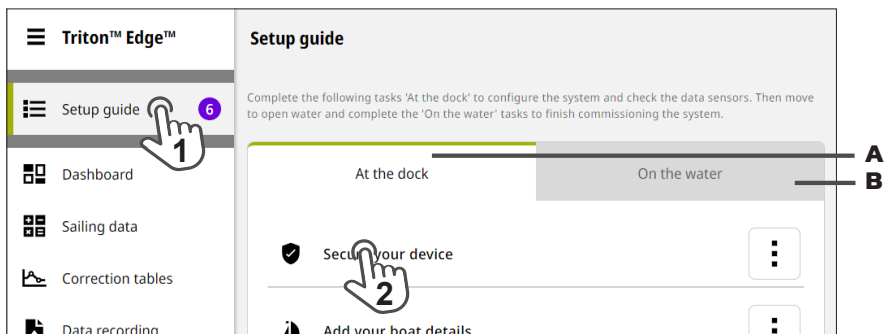 Triton™ Edge™
Setup guide
Setup guide
6
1
Complete the following tasks 'At the dock' to configure the system and check the data sensors. Then move
to open water and complete the 'On the water' tasks to finish commissioning the system.
At the dock
On the water
A
B
Dashboard
Sailing data
Secure your device
2
Correction tables
Data recording
Add your boat details